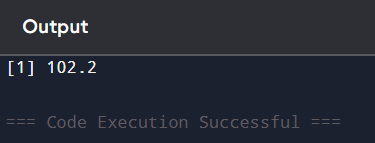 Output
[1] 102.2
=== Code Execution Successful ===